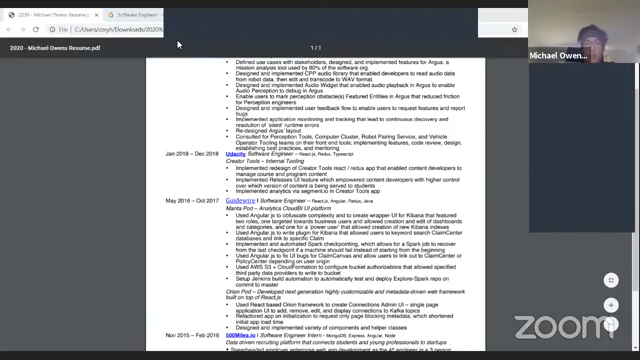 2020 - Michael Owens Resume.pdf
Software Engineer
File | C:/Users/coryh/Downloads/2020%
2020 - Michael Owens Resume.pdf
1 / 1
Michael Owen...
Defined use cases with stakeholders, designed, and implemented features for Argus, a
mission analysis tool used by 80% of the software org.
Designed and implemented CPP audio library that enabled developers to read audio data
from robot data, then edit and transcode to WAV format
Designed and implemented Audio Widget that enabled audio playback in Argus to enable
Audio Perception to debug in Argus
Enable users to mark perception obstacle(s) Featured Entities in Argus that reduced friction
for Perception engineers
Designed and implemented user feedback flow to enable users to request features and report
bugs
Implemented application monitoring and tracking that lead to continuous discovery and
resolution of 'silent' runtime errors
Re-designed Argus' layout
Consulted for Perception Tools, Computer Cluster, Robot Pairing Service, and Vehicle
Operator Tooling teams on their front end tools; implementing features, code review, design,
establishing best practices, and mentoring
Jan 2018 – Dec 2018 Udacity Software Engineer – React.js, Redux, Typescript
Creator Tools – Internal Tooling
Implemented redesign of Creator Tools react / redux app that enabled content developers to
manage course and program content
Implemented Releases UI feature which empowered content developers with higher control
over which version of content is being served to students
Implemented analytics via segment.io in Creator Tools app
May 2016 – Oct 2017 Guidewire | Software Engineer – React.js, Angular, Redux, Java
Manta Pod – Analytics CloudBI UI platform
Used Angular.js to obfuscate complexity and to create wrapper UI for Kibana that featured
two roles, one targeted towards business users and allowed creation and edit of dashboards
and categories, and one for a 'power user' that allowed creation of new Kibana indexes
Used Angular.js to write plugin for Kibana that allowed users to keyword search ClaimCenter
databases and link to specific Claim
Implemented and automated Spark checkpointing, which allows for a Spark job to recover
from the last checkpoint if a machine should fail instead of starting from the beginning
Used Angular.js to fix UI bugs for ClaimCanvas and allow users to link out to ClaimCenter or
PolicyCenter depending on user origin
Used AWS S3 + CloudFormation to configure bucket authorizations that allowed specified
third party data providers to write to bucket
Setup Jenkins build automation to automatically test and deploy Explore-Spark repo on
commit to master
Orion Pod – Developed next generation highly customizable and metadata-driven web framework
built on top of React.js
Used React based Orion framework to create Connections Admin UI – single page
application UI to add, remove, edit, and display connections to Kafka topics
Refactored app on initialization to request only page blocking metadata, which shortened
initial app load time
Designed and implemented variety of components and helper classes
Nov 2015 – Feb 2016 500Miles.io | Software Engineer Intern – MongoDB, Express, Angular, Node
Data driven recruiting platform that connects students and young professionals to startups
zoom